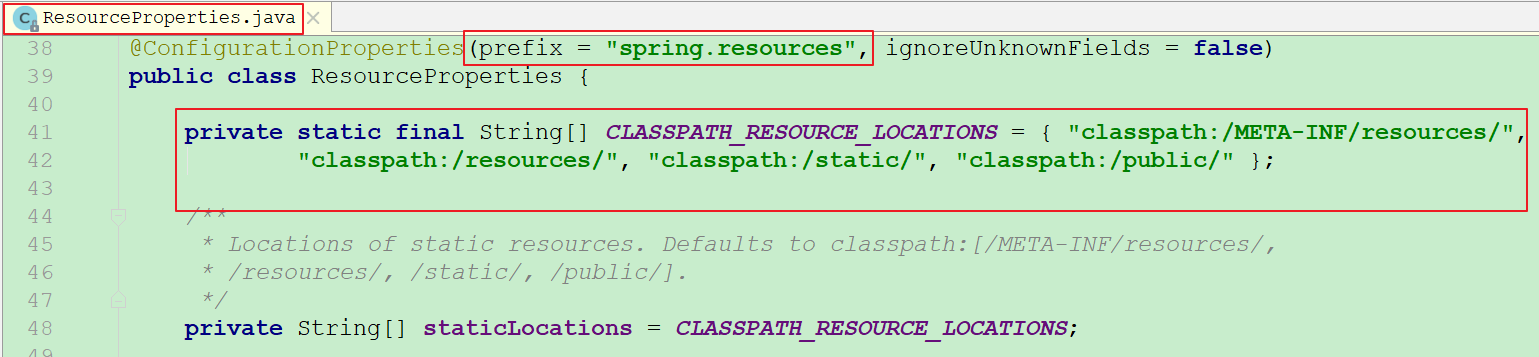 ResourceProperties.java
38 @ConfigurationProperties(prefix = "spring.resources", ignoreUnknownFields = false)
39 public class ResourceProperties {
40
41 private static final String[] CLASSPATH_RESOURCE_LOCATIONS = { "classpath:/META-INF/resources/",
42 "classpath:/resources/", "classpath:/static/", "classpath:/public/" };
43
44 /**
45 * Locations of static resources. Defaults to classpath:[/META-INF/resources/,
46 * /resources/, /static/, /public/].
47 */
48 private String[] staticLocations = CLASSPATH_RESOURCE_LOCATIONS;
49